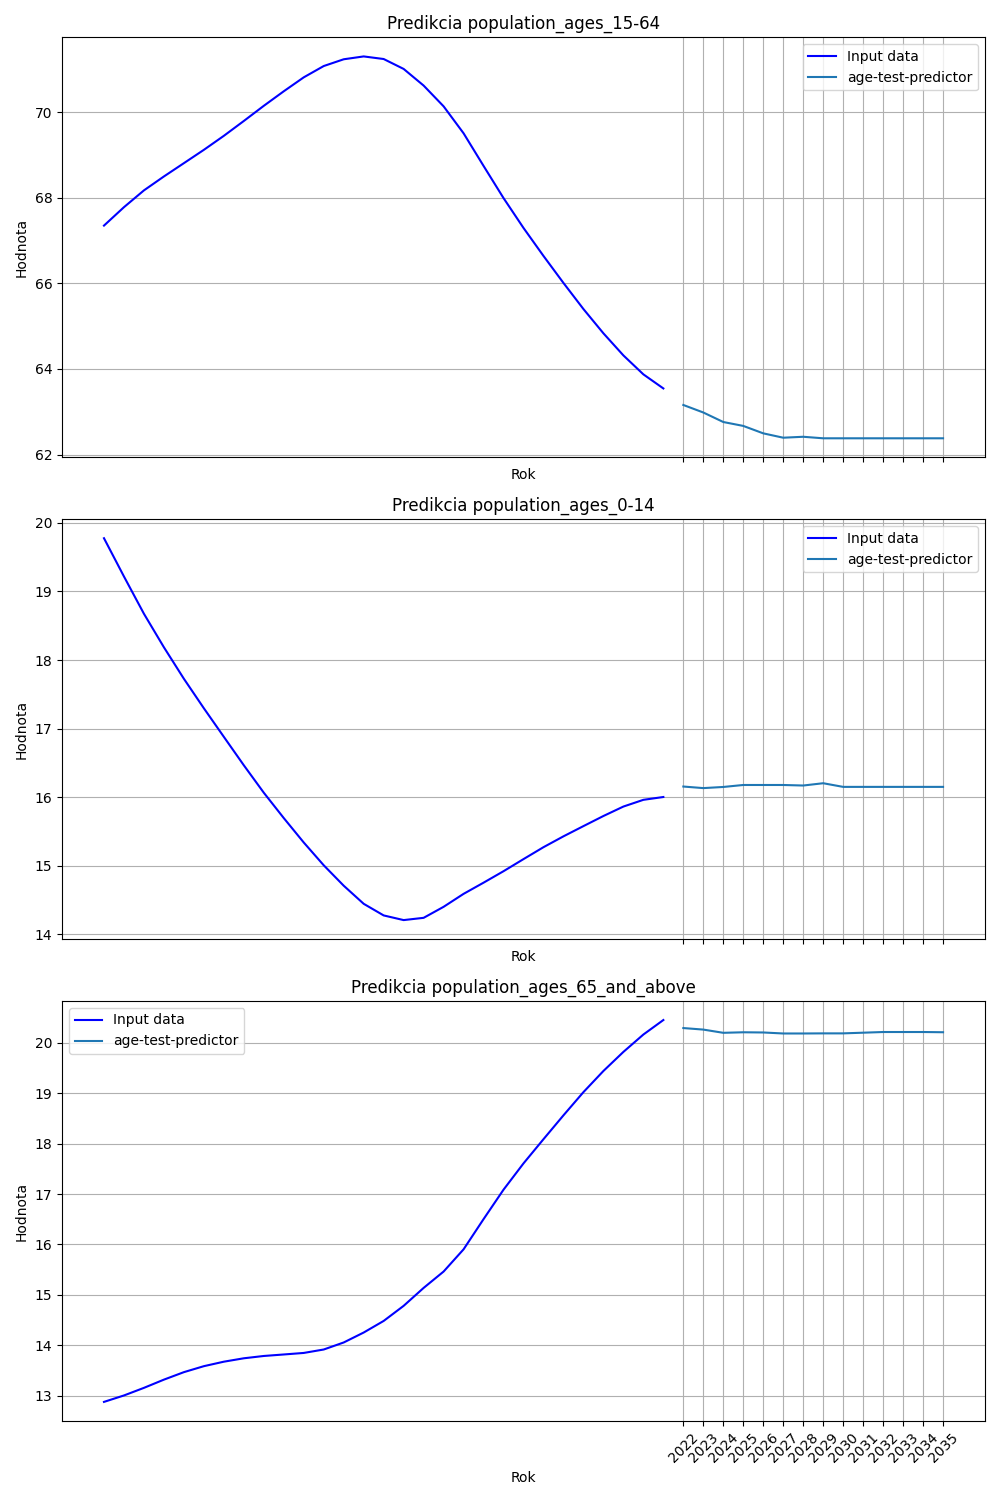 Predikcia population_ages_15-64
Input data
age-test-predictor
70
68
66
64
62
Hodnota
Rok
Predikcia population_ages_0-14
Input data
age-test-predictor
20
19
18
17
16
15
14
Hodnota
Rok
Predikcia population_ages_65_and_above
Input data
age-test-predictor
20
19
18
17
16
15
14
13
Hodnota
2022 2023 2024 2025 2026 2027 2028 2029 2030 2031 2032 2033 2034 2035
Rok